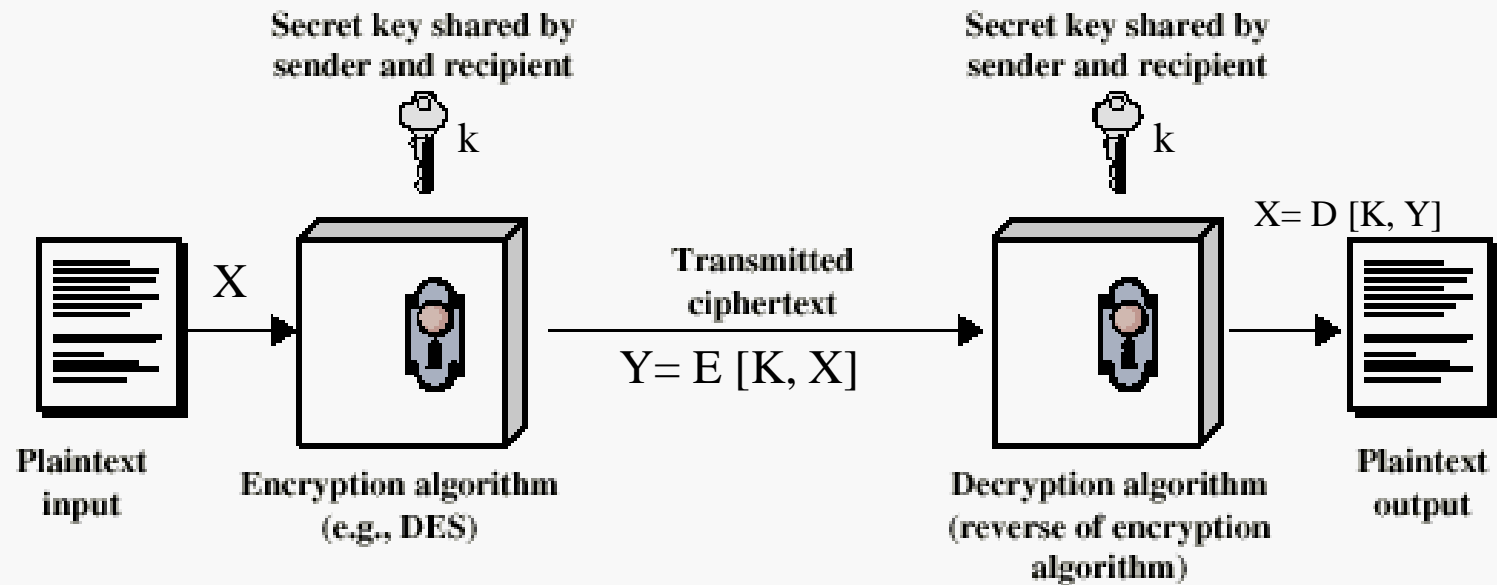 Secret key shared by
sender and recipient
k
Secret key shared by
sender and recipient
k
X= D [K, Y]
X
Transmitted
ciphertext
Y= E [K, X]
Plaintext
input
Encryption algorithm
(e.g., DES)
Decryption algorithm
(reverse of encryption
algorithm)
Plaintext
output